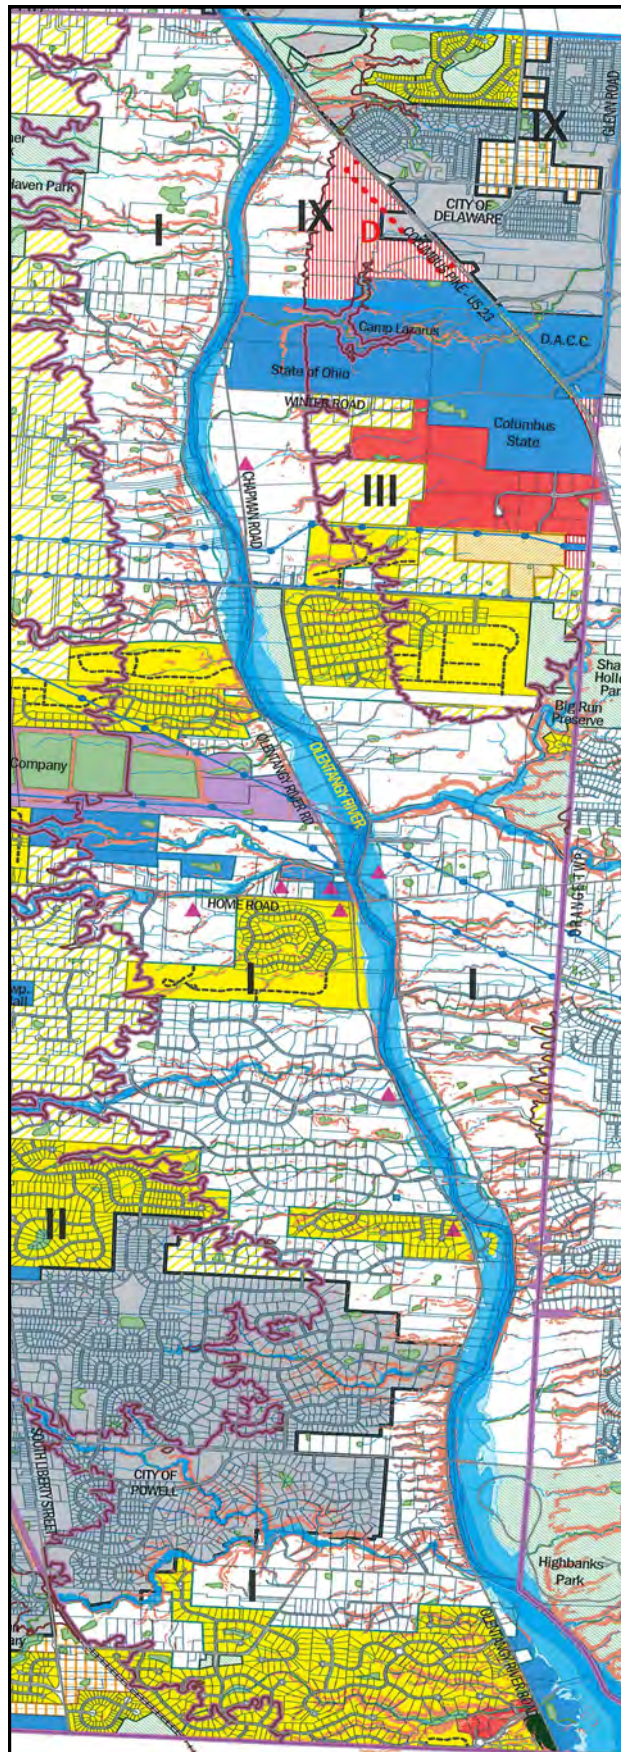 GLENN ROAD
IX
Haven Park
I
IX
CITY OF
DELAWARE
D
COLUMBUS PIKE - US 23
Camp Lazarus
D.A.C.C.
State of Ohio
WINTER ROAD
Columbus
State
III
CHAPMAN ROAD
Big Run
Preserve
Company
OLENTANGY RIVER RD
OLENTANGY RIVER
ORANGE TWP.
HOME ROAD
I
I
II
SOUTH LIBERTY STREET
CITY OF
POWELL
I
Highbanks
Park
OLENTANGY RIVER ROAD